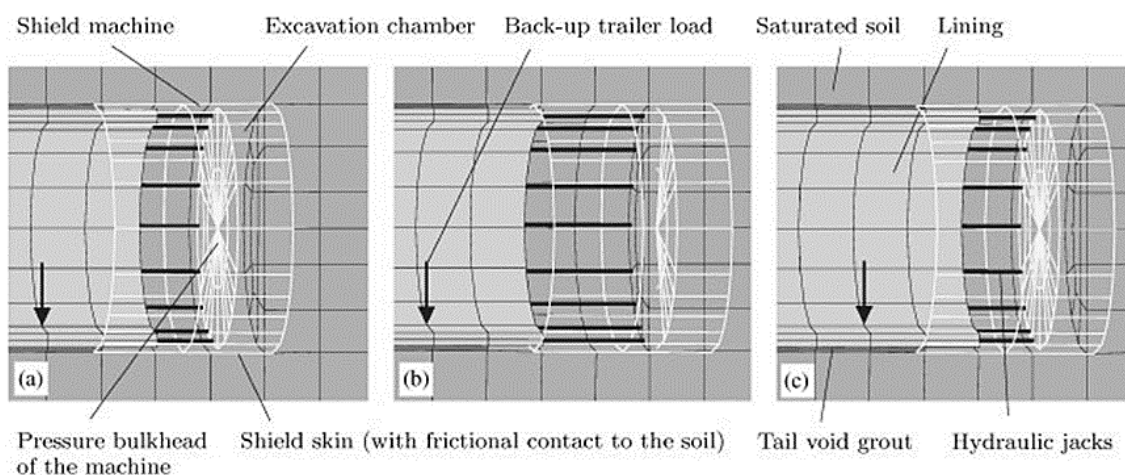 Shield machine
Excavation chamber
Back-up trailer load
Saturated soil
Lining
(a)
(b)
(c)
Pressure bulkhead
of the machine
Shield skin (with frictional contact to the soil)
Tail void grout
Hydraulic jacks